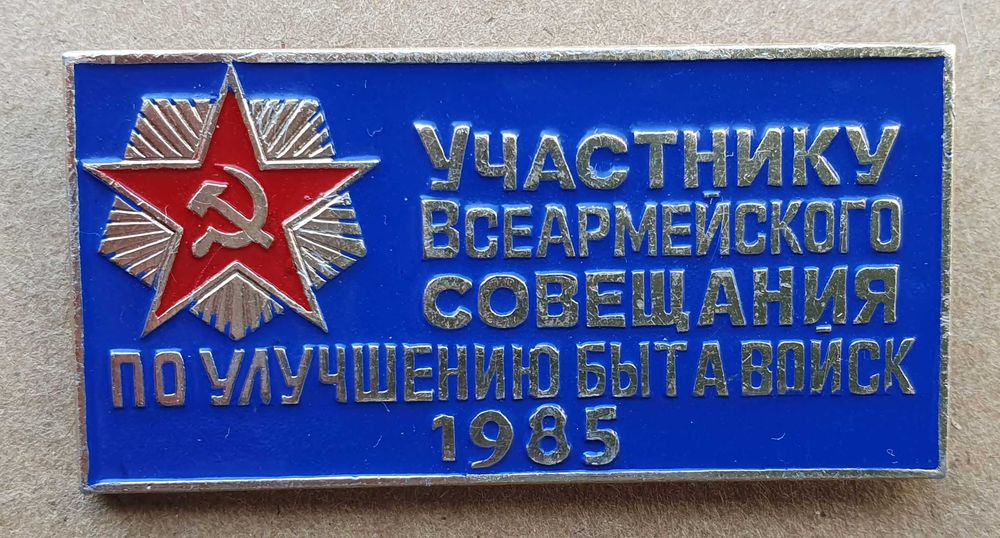 УЧАСТНИКУ
ВСЕАРМЕЙСКОГО
СОВЕЩАНИЯ
ПО УЛУЧШЕНИЮ БЫТА ВОЙСК
1985